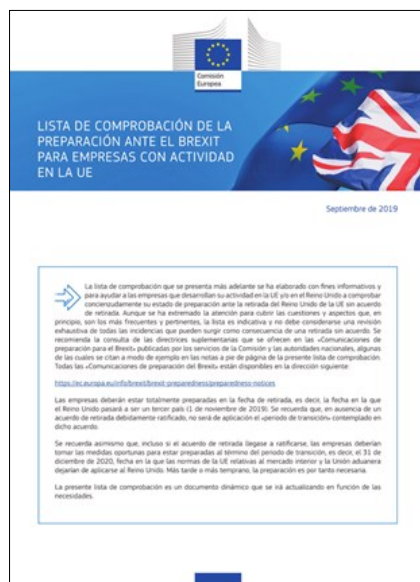 Comisión
Europea
LISTA DE COMPROBACIÓN DE LA
PREPARACIÓN ANTE EL BREXIT
PARA EMPRESAS CON ACTIVIDAD
EN LA UE
Septiembre de 2019
La lista de comprobación que se presenta más adelante se ha elaborado con fines informativos y
para ayudar a las empresas que desarrollan su actividad en la UE y/o en el Reino Unido a comprobar
concienzudamente su estado de preparación ante la retirada del Reino Unido de la UE sin acuerdo
de retirada. Aunque se ha extremado la atención para cubrir las cuestiones y aspectos que, en
principio, son los más frecuentes y pertinentes, la lista es indicativa y no debe considerarse una revisión
exhaustiva de todas las incidencias que pueden surgir como consecuencia de una retirada sin acuerdo. Se
recomienda la consulta de las directrices suplementarias que se ofrecen en las «Comunicaciones de
preparación para el Brexit» publicadas por los servicios de la Comisión y las autoridades nacionales, algunas
de las cuales se citan a modo de ejemplo en las notas a pie de página de la presente lista de comprobación.
Todas las «Comunicaciones de preparación del Brexit» están disponibles en la dirección siguiente
https://ec.europa.eu/info/brexit/brexit-preparedness/preparedness-notices
Las empresas deberán estar totalmente preparadas en la fecha de retirada, es decir, la fecha en la que
el Reino Unido pasará a ser un tercer país (1 de noviembre de 2019). Se recuerda que, en ausencia de un
acuerdo de retirada debidamente ratificado, no será de aplicación el «periodo de transición» contemplado en
dicho acuerdo.
Se recuerda asimismo que, incluso si el acuerdo de retirada llegase a ratificarse, las empresas deberían
tomar las medidas oportunas para estar preparadas al término del periodo de transición, es decir, el 31 de
diciembre de 2020, fecha en la que las normas de la UE relativas al mercado interior y la Unión aduanera
dejarían de aplicarse al Reino Unido. Más tarde o más temprano, la preparación es por tanto necesaria.
La presente lista de comprobación es un documento dinámico que se irá actualizando en función de las
necesidades.